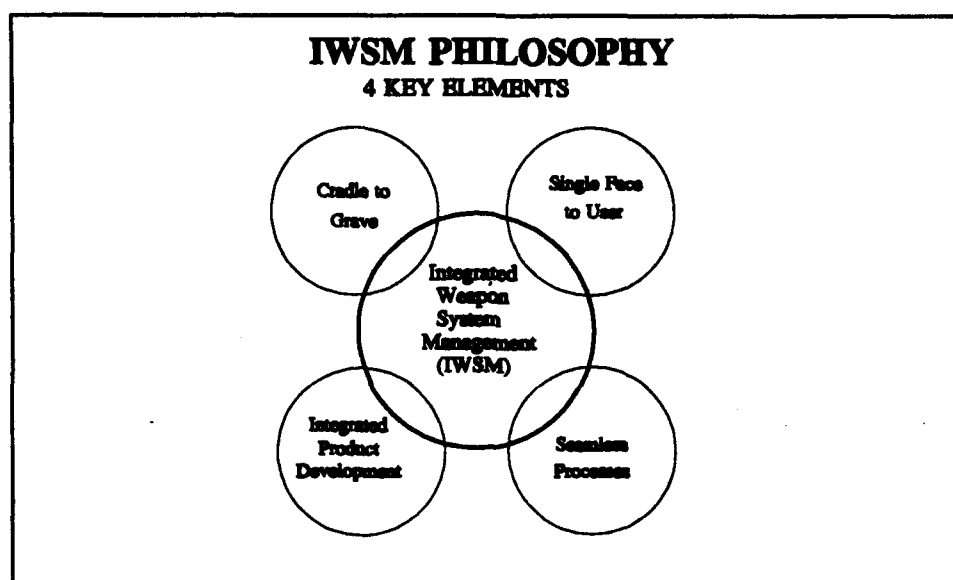 IWSM PHILOSOPHY
4 KEY ELEMENTS
Cradle to
Grave
Single Face
to User
Integrated
Weapon
System
Management
(IWSM)
Integrated
Product
Development
Seamless
Processes